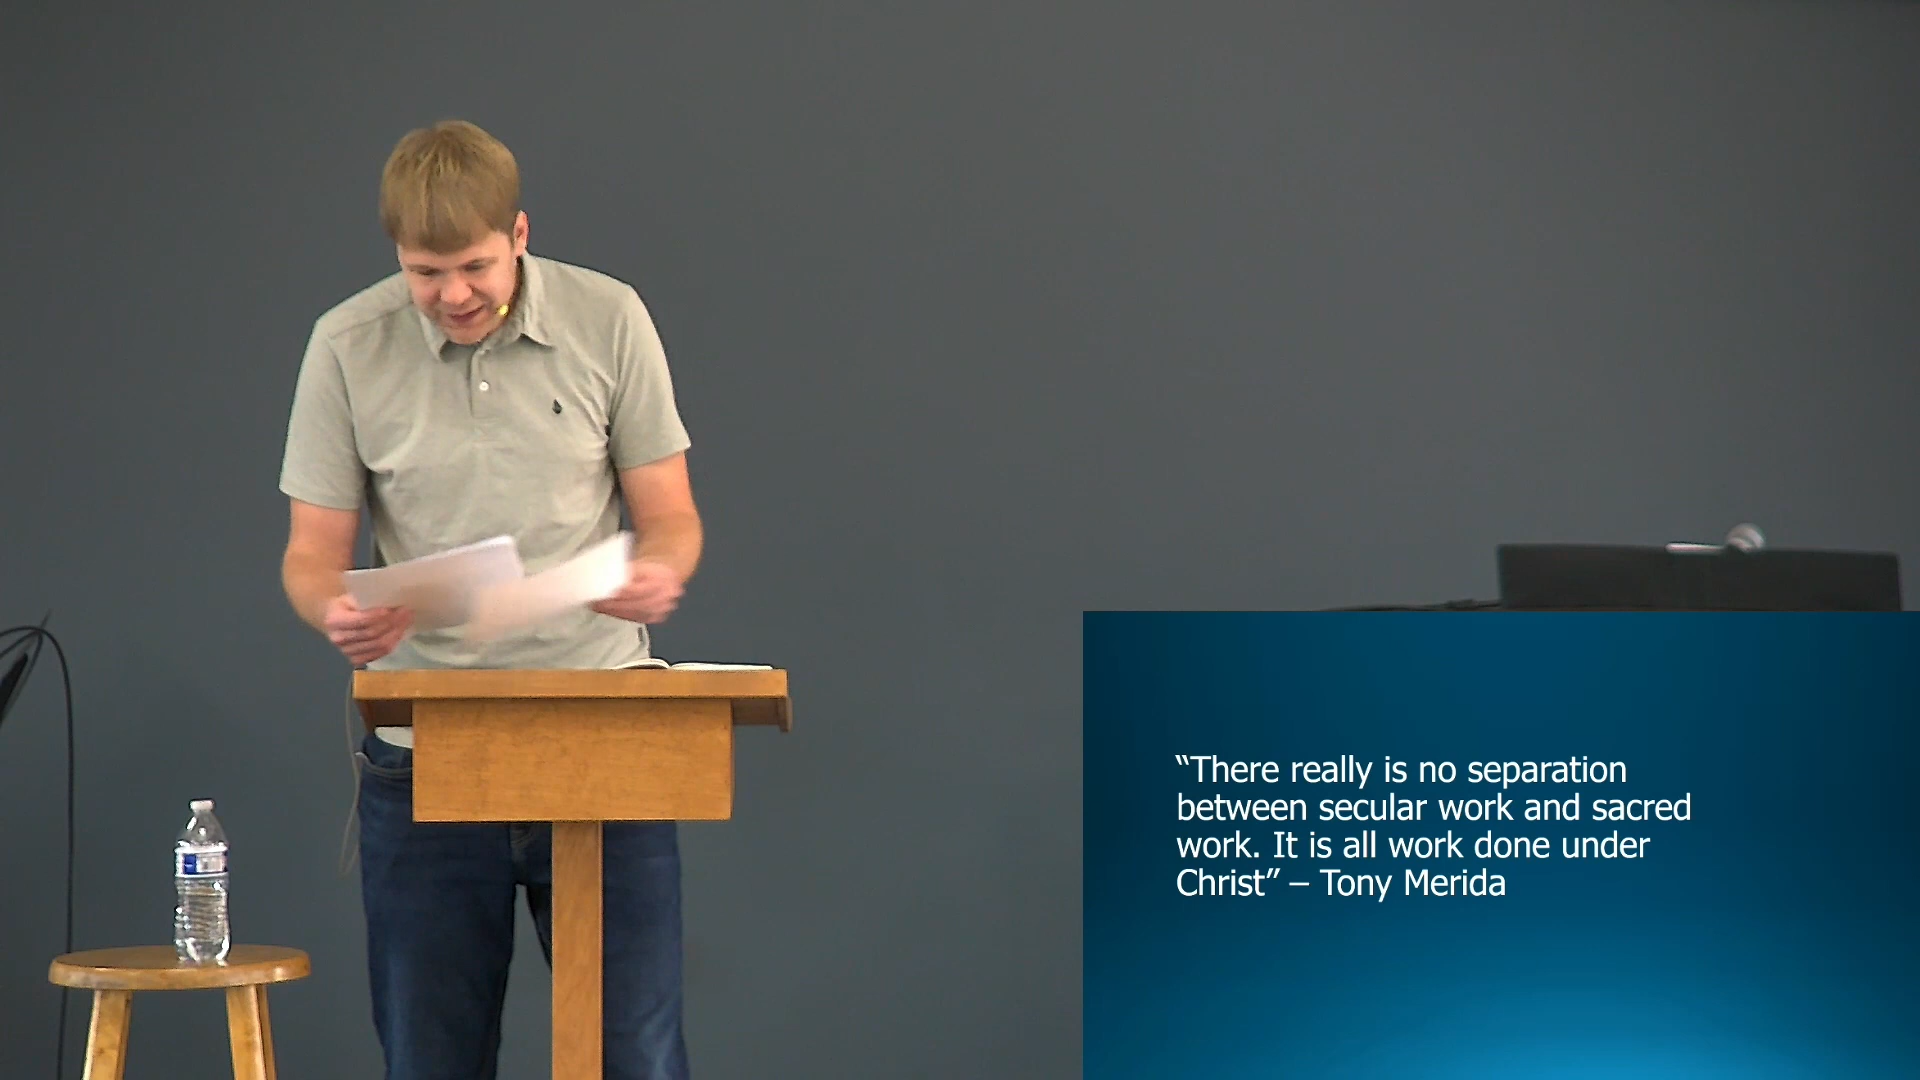 “There really is no separation
between secular work and sacred
work. It is all work done under
Christ” – Tony Merida